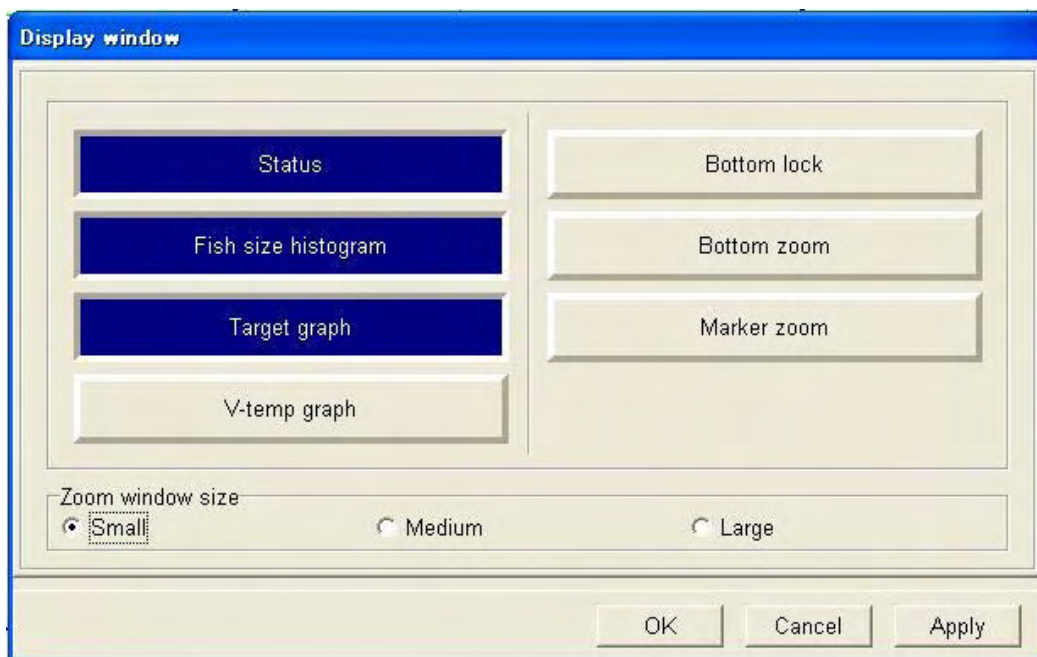 Display window
Status
Fish size histogram
Target graph
V-temp graph
Bottom lock
Bottom zoom
Marker zoom
Zoom window size
Small
Medium
Large
OK
Cancel
Apply